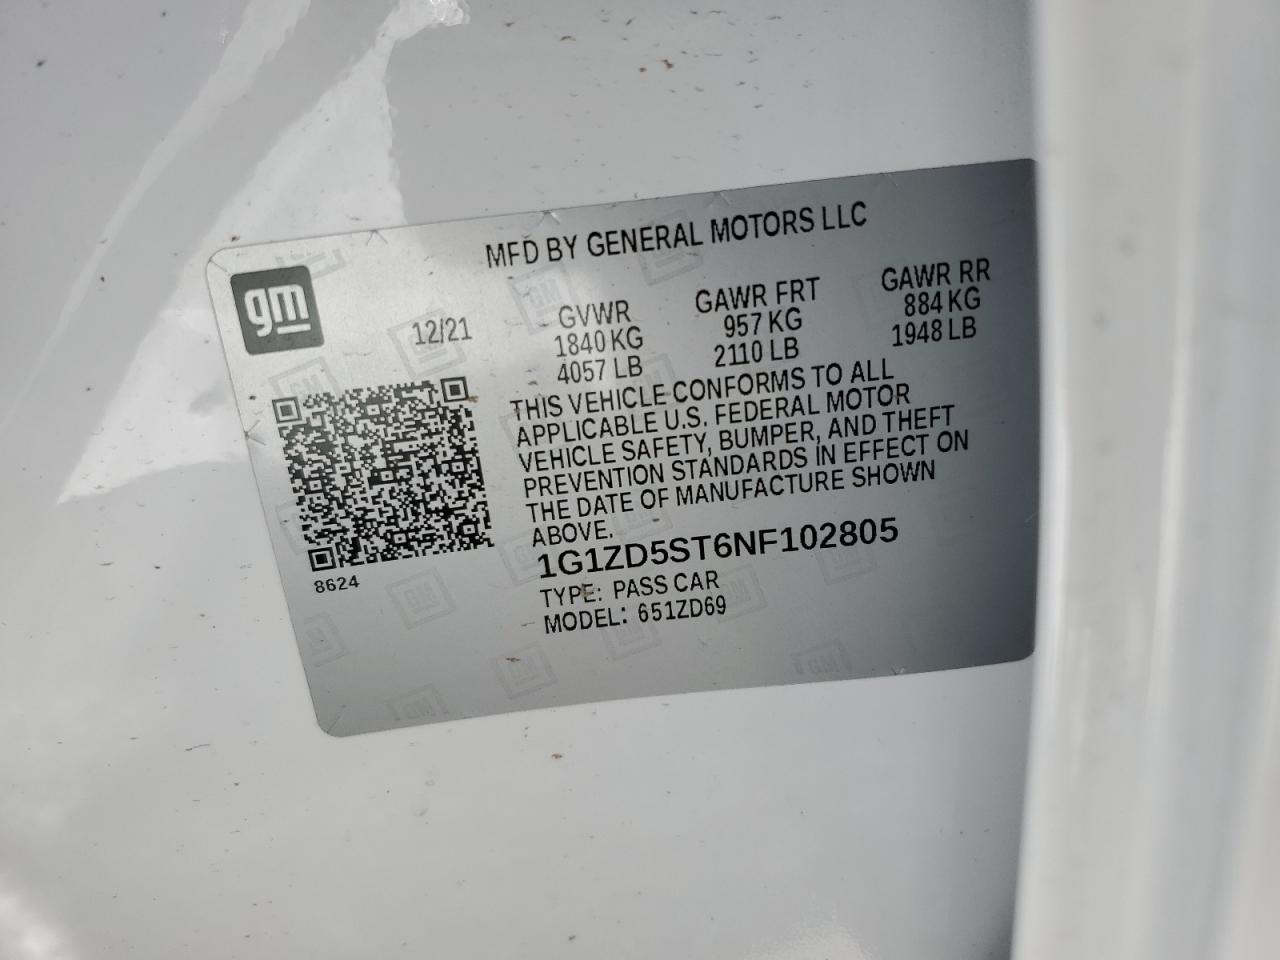 MFD BY GENERAL MOTORS LLC
gm
12/21
GVWR
1840 KG
4057 LB
GAWR FRT
957 KG
2110 LB
GAWR RR
884 KG
1948 LB
THIS VEHICLE CONFORMS TO ALL
APPLICABLE U.S. FEDERAL MOTOR
VEHICLE SAFETY, BUMPER, AND THEFT
PREVENTION STANDARDS IN EFFECT ON
THE DATE OF MANUFACTURE SHOWN
ABOVE.
8624
1G1ZD5ST6NF102805
TYPE: PASS CAR
MODEL: 651ZD69